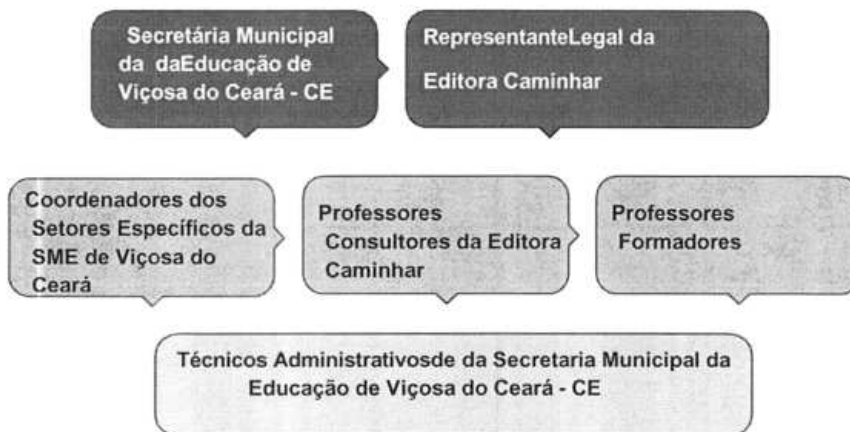 Secretária Municipal
da daEducação de
Viçosa do Ceará - CE
RepresentanteLegal da
Editora Caminhar
Coordenadores dos
Setores Específicos da
SME de Viçosa do
Ceará
Professores
Consultores da Editora
Caminhar
Professores
Formadores
Técnicos Administrativosde da Secretaria Municipal da
Educação de Viçosa do Ceará - CE